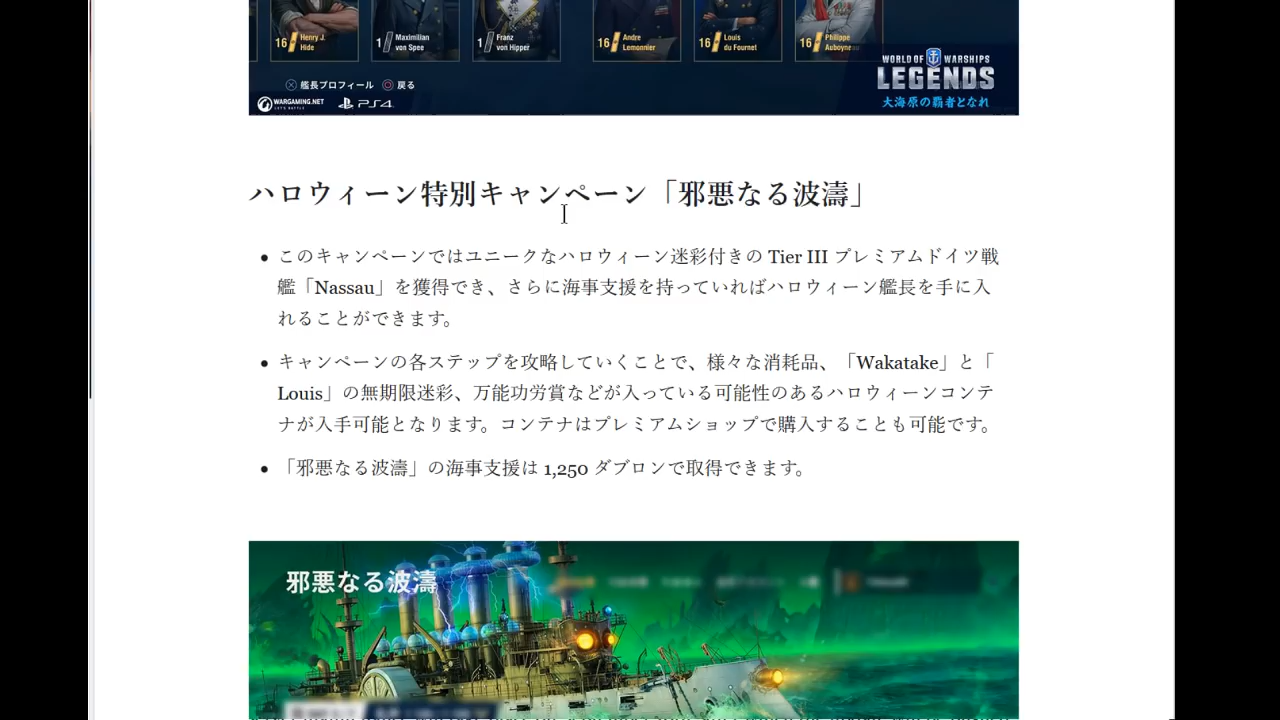 16 Henry J. Hide
1 Maximilian von Spee
1 Franz von Hipper
16 Andre Lemonnier
16 Louis du Fournet
16 Philippe Auboyneau
艦長プロフィール 戻る
WARGAMING.NET
LET'S BATTLE
PS4
WORLD OF WARSHIPS
LEGENDS
大海原の覇者となれ
ハロウィーン特別キャンペーン「邪悪なる波濤」
このキャンペーンではユニークなハロウィーン迷彩付きの Tier III プレミアムドイツ戦
艦「Nassau」を獲得でき、さらに海事支援を持っていればハロウィーン艦長を手に入
れることができます。
キャンペーンの各ステップを攻略していくことで、様々な消耗品、「Wakatake」と「
Louis」の無期限迷彩、万能功労賞などが入っている可能性のあるハロウィーンコンテ
ナが入手可能となります。コンテナはプレミアムショップで購入することも可能です。
「邪悪なる波濤」の海事支援は 1,250 ダブロンで取得できます。
邪悪なる波濤